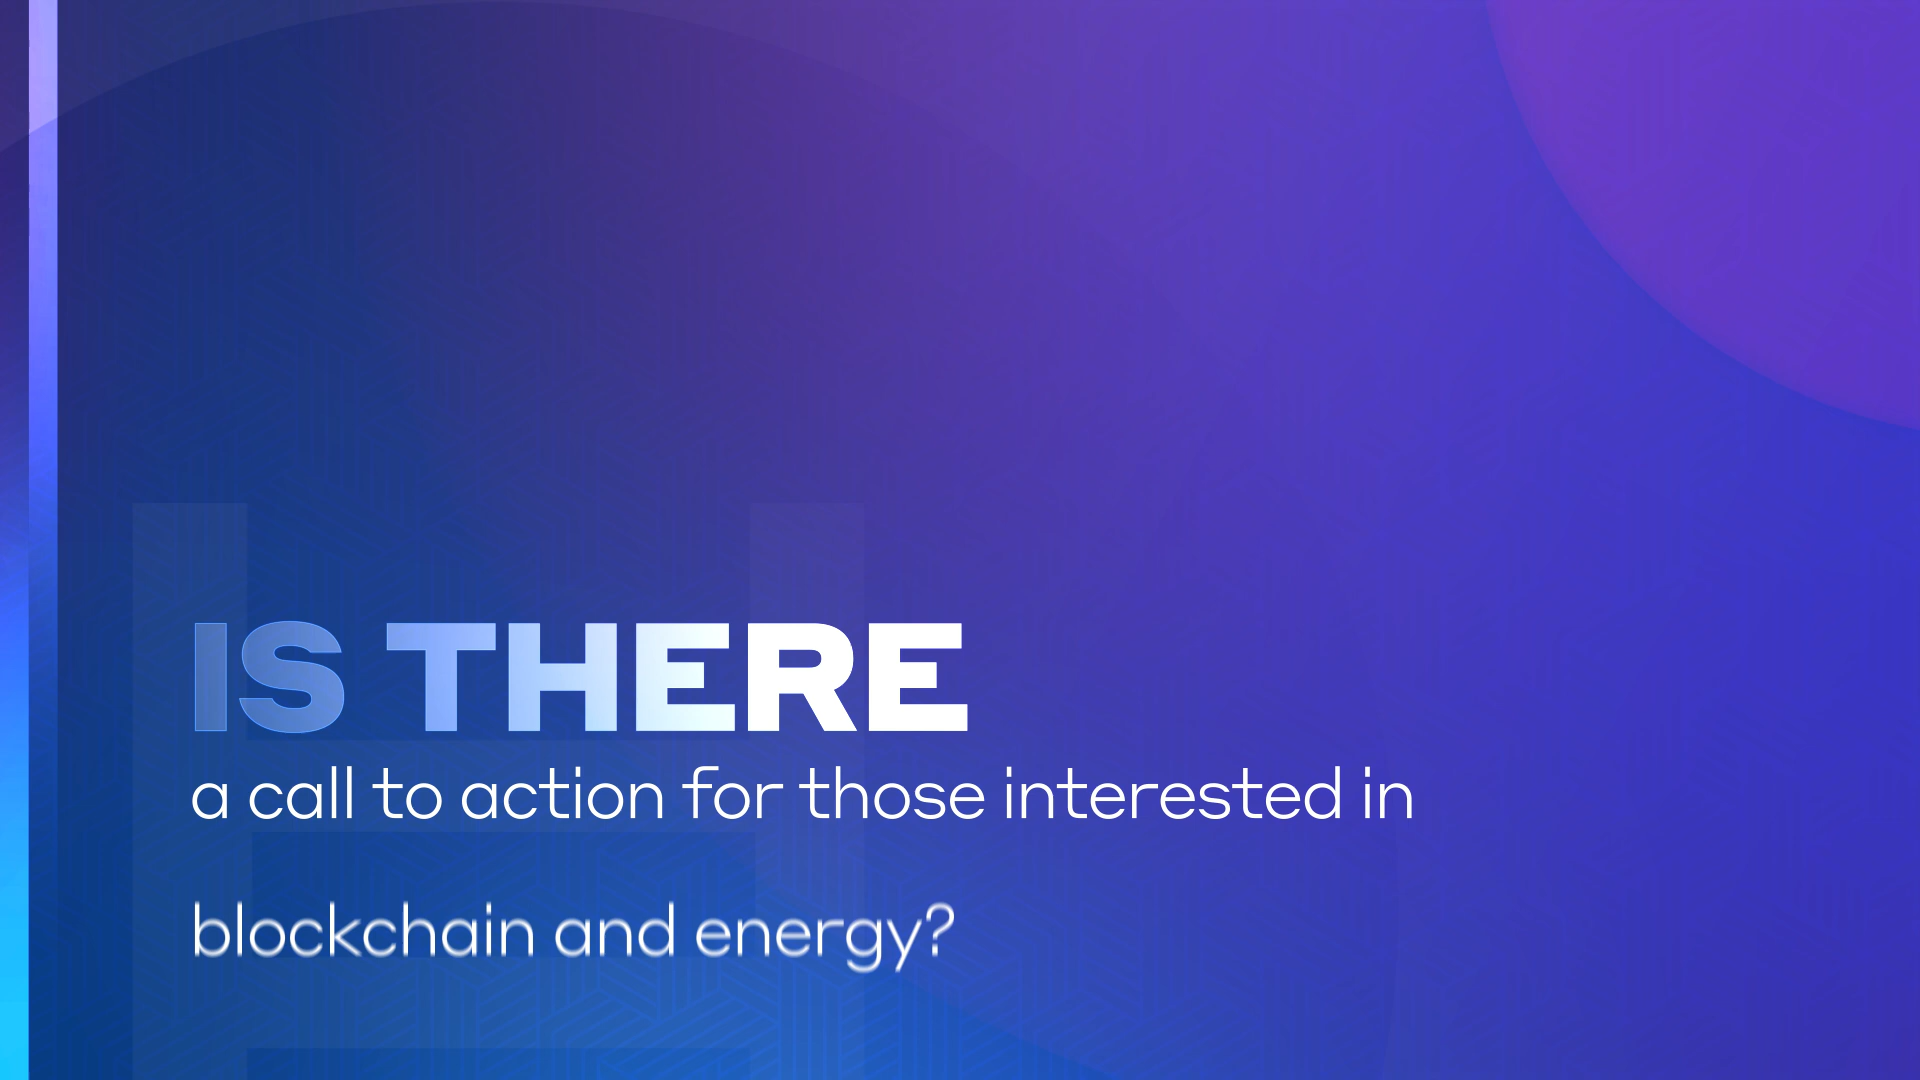 IS THERE
a call to action for those interested in
blockchain and energy?